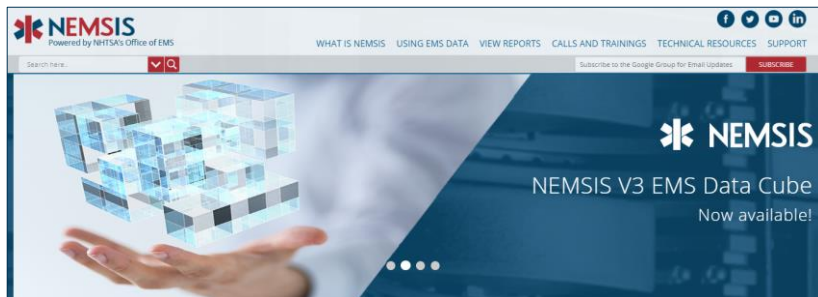 NEMSIS
Powered by NHTSA's Office of EMS
WHAT IS NEMSIS USING EMS DATA VIEW REPORTS CALLS AND TRAININGS TECHNICAL RESOURCES SUPPORT
Search here..
Subscribe to the Google Group for Email Updates SUBSCRIBE
NEMSIS
NEMSIS V3 EMS Data Cube
Now available!